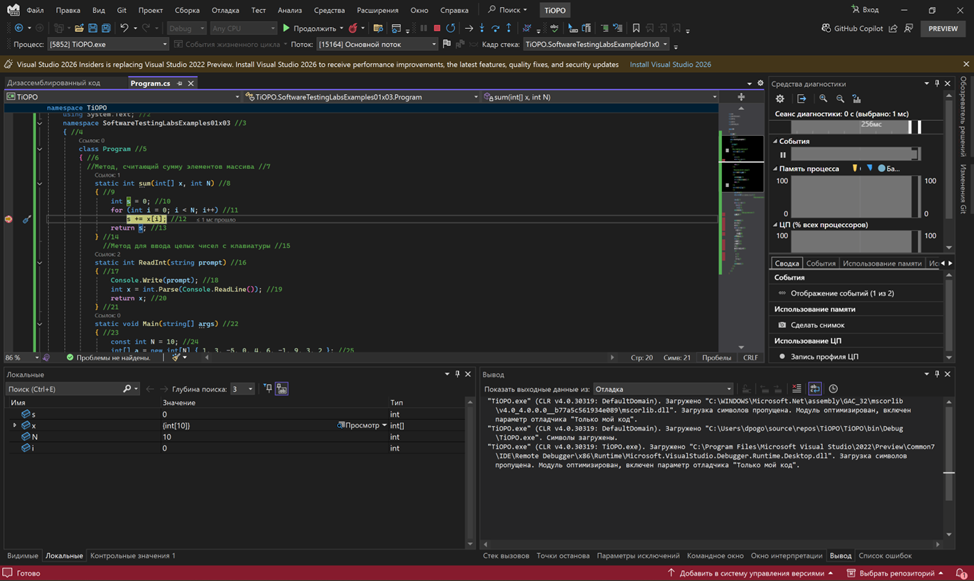 Файл Правка Вид Git Проект Сборка Отладка Тест Анализ Средства Расширения Окно Справка Поиск TiOPO Вход
Debug Any CPU Продолжить GitHub Copilot PREVIEW
Процесс: [5852] TiOPO.exe События жизненного цикла Поток: [15164] Основной поток Кадр стека: TiOPO.SoftwareTestingLabsExamples01x0
Visual Studio 2026 Insiders is replacing Visual Studio 2022 Preview. Install Visual Studio 2026 to receive performance improvements, the latest features, quality fixes, and security updates Install Visual Studio 2026
Дизассемблированный код Program.cs
TiOPO TiOPO.SoftwareTestingLabsExamples01x03.Program sum(int[] x, int N)
namespace TiOPO
using System.Text; //2
namespace SoftwareTestingLabsExamples01x03 //3
{ //4
Ссылок: 0
class Program //5
{ //6
//Метод, считавший сумму элементов массива //7
Ссылок: 1
static int sum(int[] x, int N) //8
{ //9
int s = 0; //10
for (int i = 0; i < N; i++) //11
s += x[i]; //12 ≤ 1 мс прошло
return s; //13
} //14
//Метод для ввода целых чисел с клавиатуры //15
Ссылок: 2
static int ReadInt(string prompt) //16
{ //17
Console.Write(prompt); //18
int x = int.Parse(Console.ReadLine()); //19
return x; //20
} //21
Ссылок: 0
static void Main(string[] args) //22
{ //23
const int N = 10; //24
int[] a = new int[N] { 1, 3, -5, 0, 4, 6, -1, 9, 3, 2 }; //25
86 % Проблемы не найдены. Стр: 20 Симв: 21 Пробелы CRLF
Средства диагностики
Сеанс диагностики: 0 с (выбрано: 1 мс)
256мс
События
Память процесса Ба...
100 100
0 0
ЦП (% всех процессоров)
100 100
Сводка События Использование памяти Ис
События
Отображение событий (1 из 2)
Использование памяти
Сделать снимок
Использование ЦП
Запись профиля ЦП
Обозреватель решений
Изменения Git
Локальные
Поиск (Ctrl+E) Глубина поиска: 3
Имя Значение Тип
s 0 int
x {int[10]} Просмотр int[]
N 10 int
i 0 int
Видимые Локальные Контрольные значения 1
Вывод
Показать выходные данные из: Отладка
"TiOPO.exe" (CLR v4.0.30319: DefaultDomain). Загружено "C:\WINDOWS\Microsoft.Net\assembly\GAC_32\mscorlib
\v4.0_4.0.0.0__b77a5c561934e089\mscorlib.dll". Загрузка символов пропущена. Модуль оптимизирован, включен
параметр отладчика "Только мой код".
"TiOPO.exe" (CLR v4.0.30319: DefaultDomain). Загружено "C:\Users\dpogo\source\repos\TiOPO\TiOPO\bin\Debug
\TiOPO.exe". Символы загружены.
"TiOPO.exe" (CLR v4.0.30319: TiOPO.exe). Загружено "C:\Program Files\Microsoft Visual Studio\2022\Preview\Common7
\IDE\Remote Debugger\x86\Runtime\Microsoft.VisualStudio.Debugger.Runtime.Desktop.dll". Загрузка символов
пропущена. Модуль оптимизирован, включен параметр отладчика "Только мой код".
Стек вызовов Точки останова Параметры исключений Командное окно Окно интерпретации Вывод Список ошибок
Готово Добавить в систему управления версиями Выбрать репозиторий